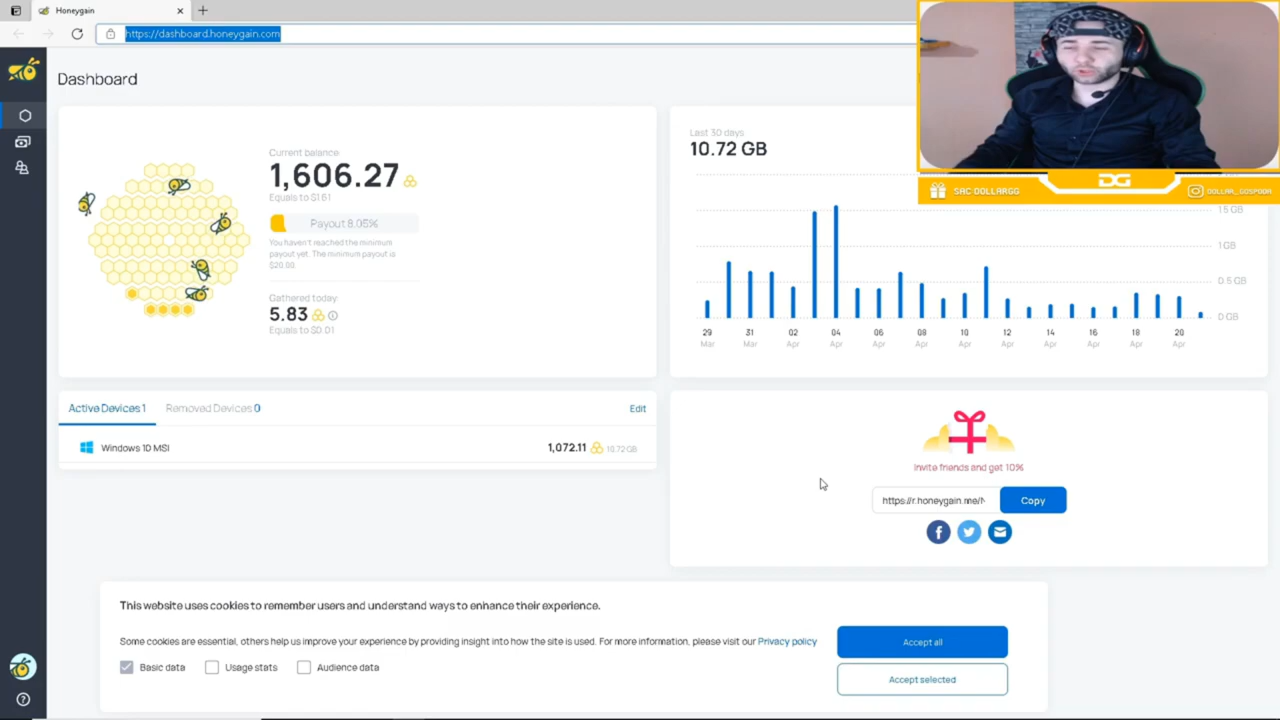 Honeygain
https://dashboard.honeygain.com
Dashboard
Current balance
1,606.27
Equals to $1.61
Payout 8.05%
You haven't reached the minimum
payout yet. The minimum payout is
$20.00.
Gathered today:
5.83
Equals to $0.01
Last 30 days
10.72 GB
1.5 GB
1 GB
0.5 GB
0 GB
29 31 02 04 06 08 10 12 14 16 18 20
Mar Mar Apr Apr Apr Apr Apr Apr Apr Apr Apr Apr
DG
SAC DOLLARGG
Active Devices 1 Removed Devices 0 Edit
Windows 10 MSI 1,072.11 10.72 GB
Invite friends and get 10%
Copy
This website uses cookies to remember users and understand ways to enhance their experience.
Some cookies are essential, others help us improve your experience by providing insight into how the site is used. For more information, please visit our Privacy policy
Basic data Usage stats Audience data
Accept all
Accept selected